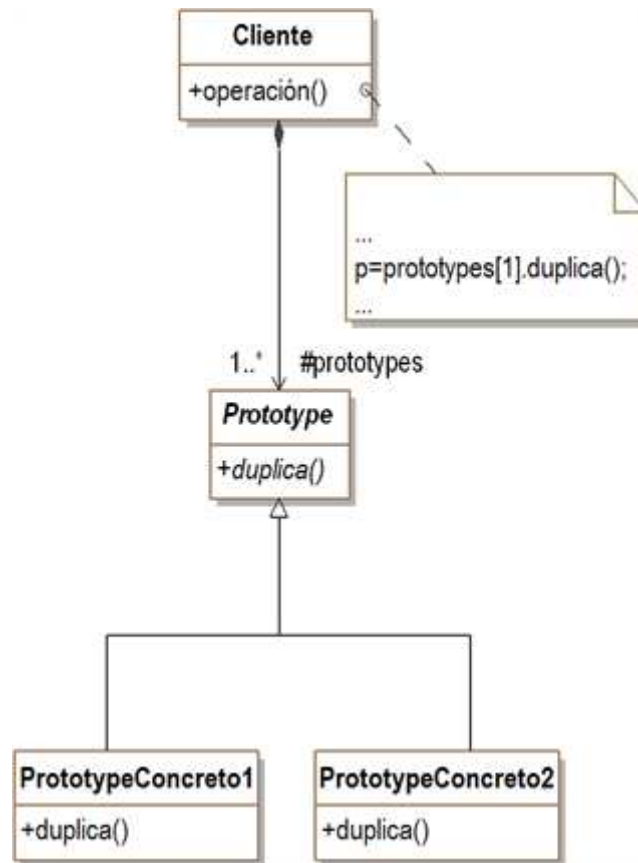 Cliente
+operación()
...
p=prototypes[1].duplica();
...
1..* #prototypes
Prototype
+duplica()
PrototypeConcreto1
+duplica()
PrototypeConcreto2
+duplica()